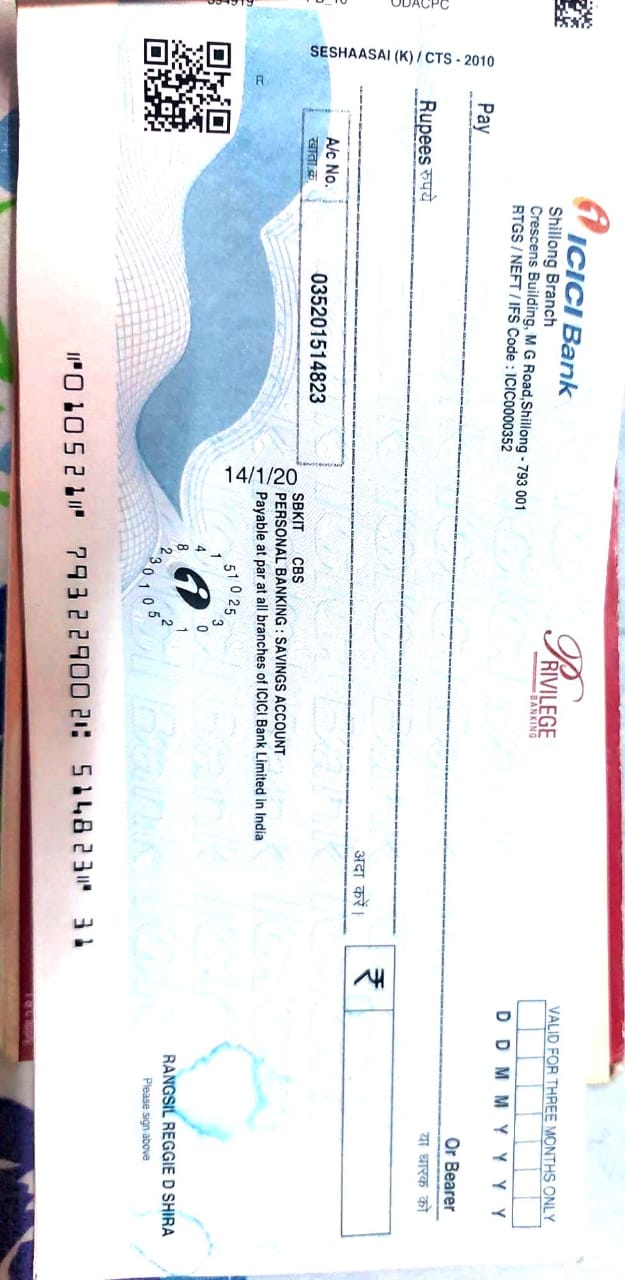 394919
ODACPC
ICICI Bank
Shillong Branch
Crescens Building, M G Road, Shillong - 793 001
RTGS / NEFT / IFS Code : ICIC0000352
PRIVILEGE
BANKING
VALID FOR THREE MONTHS ONLY
D D M M Y Y Y Y
Pay
Or Bearer
या धारक को
Rupees रुपये
अदा करें।
₹
A/c No.
खाता क्र.
035201514823
SBKIT CBS
PERSONAL BANKING : SAVINGS ACCOUNT
Payable at par at all branches of ICICI Bank Limited in India
14/1/20
SESHAASAI (K) / CTS - 2010
RANGSIL REGGIE D SHIRA
Please sign above
⑈010521⑈ 793229002⑆ 514823⑈ 31